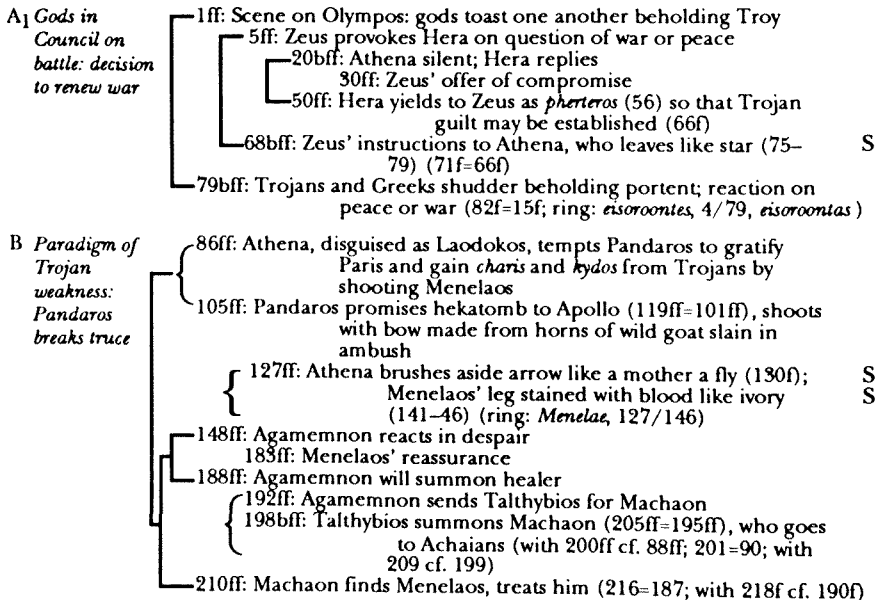 A1 Gods in Council on battle: decision to renew war
1ff: Scene on Olympos: gods toast one another beholding Troy
5ff: Zeus provokes Hera on question of war or peace
20bff: Athena silent; Hera replies
30ff: Zeus' offer of compromise
50ff: Hera yields to Zeus as pherteros (56) so that Trojan
guilt may be established (66f)
68bff: Zeus' instructions to Athena, who leaves like star (75– S
79) (71f=66f)
79bff: Trojans and Greeks shudder beholding portent; reaction on
peace or war (82f=15f; ring: eisoroontes, 4/79, eisoroontas)
B Paradigm of Trojan weakness: Pandaros breaks truce
86ff: Athena, disguised as Laodokos, tempts Pandaros to gratify
Paris and gain charis and kydos from Trojans by
shooting Menelaos
105ff: Pandaros promises hekatomb to Apollo (119ff=101ff), shoots
with bow made from horns of wild goat slain in
ambush
127ff: Athena brushes aside arrow like a mother a fly (130f); S
Menelaos' leg stained with blood like ivory S
(141–46) (ring: Menelae, 127/146)
148ff: Agamemnon reacts in despair
183ff: Menelaos' reassurance
188ff: Agamemnon will summon healer
192ff: Agamemnon sends Talthybios for Machaon
198bff: Talthybios summons Machaon (205ff=195ff), who goes
to Achaians (with 200ff cf. 88ff; 201=90; with
209 cf. 199)
210ff: Machaon finds Menelaos, treats him (216=187; with 218f cf. 190f)